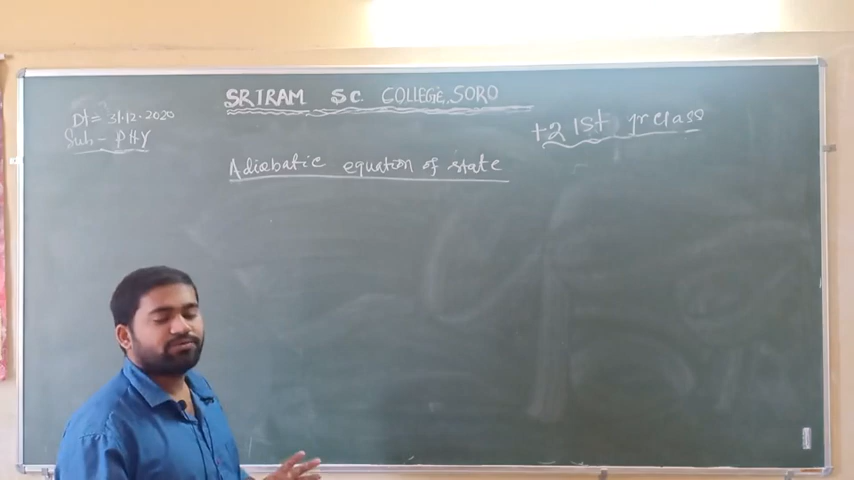 SRIRAM SC. COLLEGE, SORO
Dt = 31.12.2020
Sub - PHY
+2 1st yr class
Adiabatic equation of state